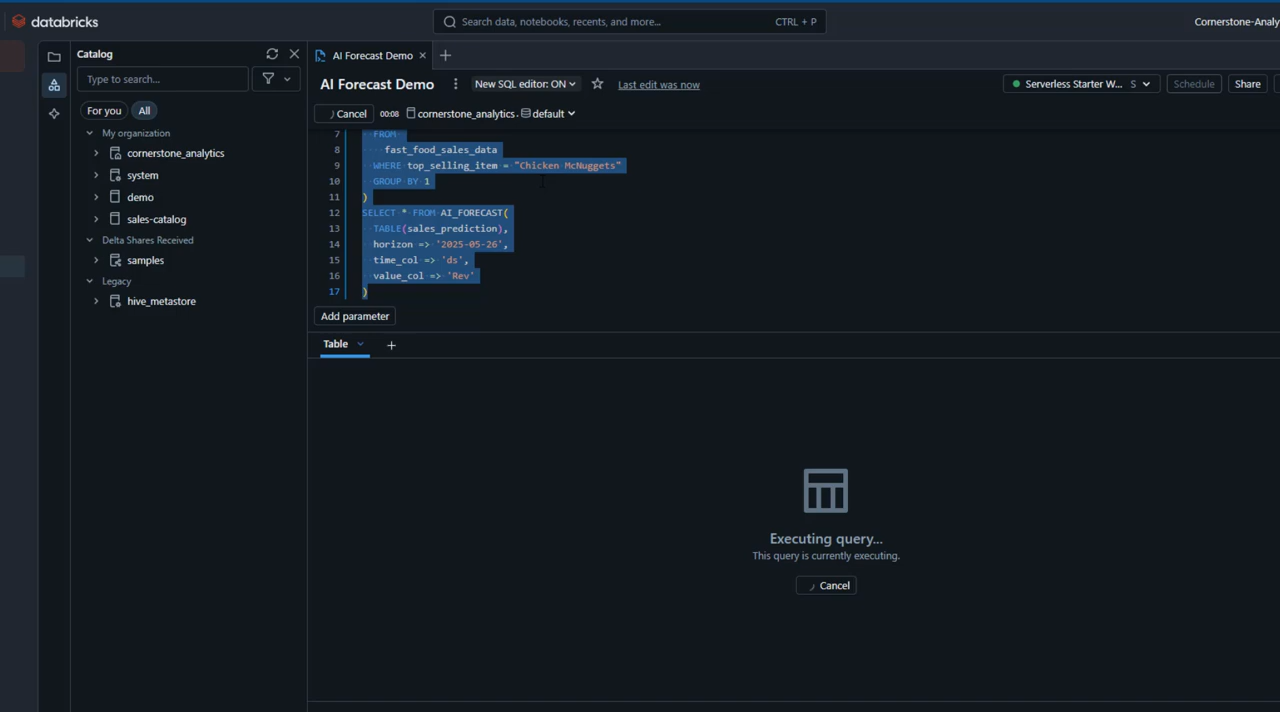 databricks
Search data, notebooks, recents, and more...
CTRL + P
Cornerstone-Analy
Catalog
AI Forecast Demo
Type to search...
AI Forecast Demo
New SQL editor: ON
Last edit was now
Serverless Starter W...
S
Schedule
Share
For you
All
Cancel
00:08
cornerstone_analytics.
default
My organization
cornerstone_analytics
system
demo
sales-catalog
Delta Shares Received
samples
Legacy
hive_metastore
7 FROM
8 fast_food_sales_data
9 WHERE top_selling_item = "Chicken McNuggets"
10 GROUP BY 1
11 )
12 SELECT * FROM AI_FORECAST(
13 TABLE(sales_prediction),
14 horizon => '2025-05-26',
15 time_col => 'ds',
16 value_col => 'Rev'
17 )
Add parameter
Table
Executing query...
This query is currently executing.
Cancel